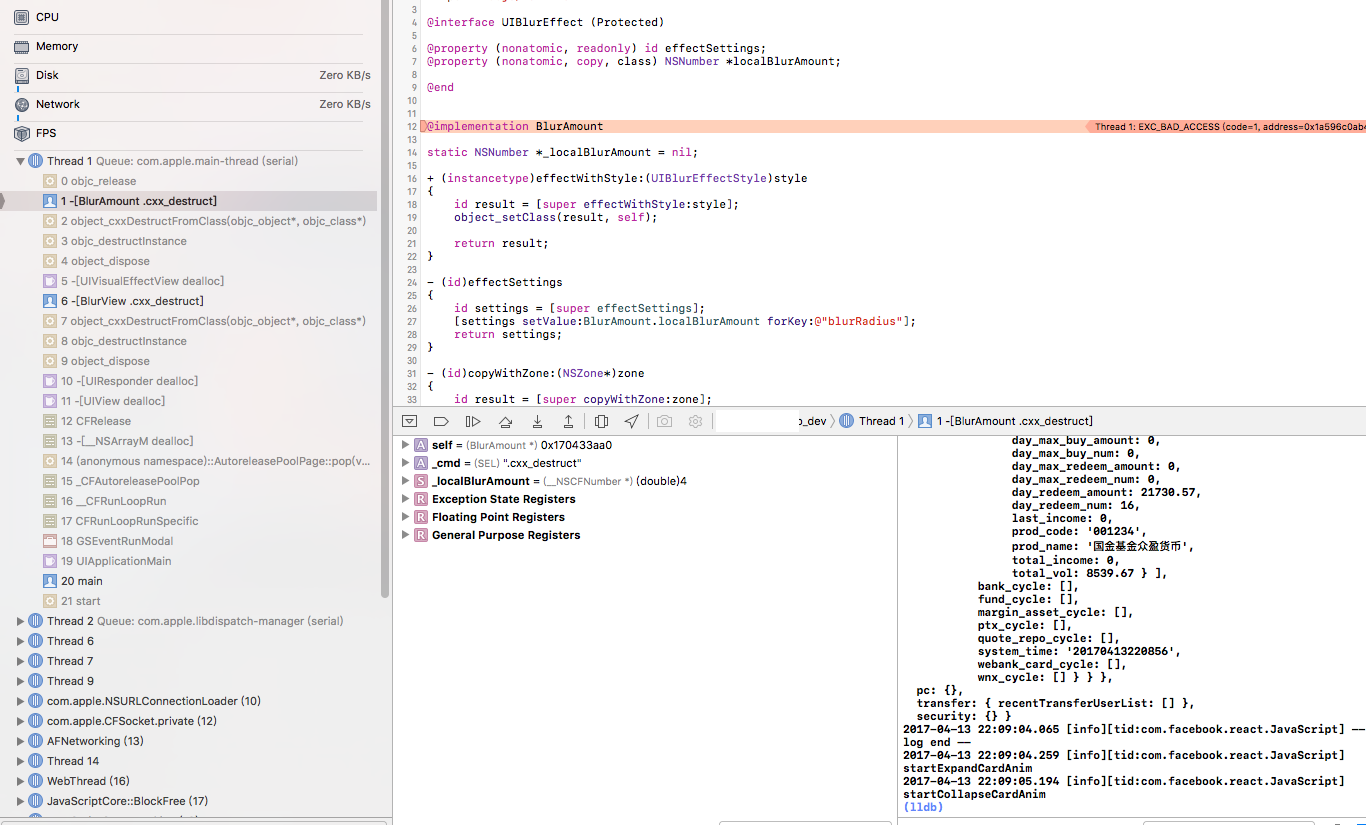 CPU
Memory
Disk Zero KB/s
Network Zero KB/s
FPS
Thread 1 Queue: com.apple.main-thread (serial)
0 objc_release
1 -[BlurAmount .cxx_destruct]
2 object_cxxDestructFromClass(objc_object*, objc_class*)
3 objc_destructInstance
4 object_dispose
5 -[UIVisualEffectView dealloc]
6 -[BlurView .cxx_destruct]
7 object_cxxDestructFromClass(objc_object*, objc_class*)
8 objc_destructInstance
9 object_dispose
10 -[UIResponder dealloc]
11 -[UIView dealloc]
12 CFRelease
13 -[__NSArrayM dealloc]
14 (anonymous namespace)::AutoreleasePoolPage::pop(v...
15 _CFAutoreleasePoolPop
16 __CFRunLoopRun
17 CFRunLoopRunSpecific
18 GSEventRunModal
19 UIApplicationMain
20 main
21 start
Thread 2 Queue: com.apple.libdispatch-manager (serial)
Thread 6
Thread 7
Thread 9
com.apple.NSURLConnectionLoader (10)
com.apple.CFSocket.private (12)
AFNetworking (13)
Thread 14
WebThread (16)
JavaScriptCore::BlockFree (17)
3
4 @interface UIBlurEffect (Protected)
5
6 @property (nonatomic, readonly) id effectSettings;
7 @property (nonatomic, copy, class) NSNumber *localBlurAmount;
8
9 @end
10
11
12 @implementation BlurAmount Thread 1: EXC_BAD_ACCESS (code=1, address=0x1a596c0ab4
13
14 static NSNumber *_localBlurAmount = nil;
15
16 + (instancetype)effectWithStyle:(UIBlurEffectStyle)style
17 {
18 id result = [super effectWithStyle:style];
19 object_setClass(result, self);
20
21 return result;
22 }
23
24 - (id)effectSettings
25 {
26 id settings = [super effectSettings];
27 [settings setValue:BlurAmount.localBlurAmount forKey:@"blurRadius"];
28 return settings;
29 }
30
31 - (id)copyWithZone:(NSZone*)zone
32 {
33 id result = [super copyWithZone:zone];
_dev Thread 1 1 -[BlurAmount .cxx_destruct]
A self = (BlurAmount *) 0x170433aa0
A _cmd = (SEL) ".cxx_destruct"
S _localBlurAmount = (__NSCFNumber *) (double)4
R Exception State Registers
R Floating Point Registers
R General Purpose Registers
day_max_buy_amount: 0,
day_max_buy_num: 0,
day_max_redeem_amount: 0,
day_max_redeem_num: 0,
day_redeem_amount: 21730.57,
day_redeem_num: 16,
last_income: 0,
prod_code: '001234',
prod_name: '国金基金众盈货币',
total_income: 0,
total_vol: 8539.67 } ],
bank_cycle: [],
fund_cycle: [],
margin_asset_cycle: [],
ptx_cycle: [],
quote_repo_cycle: [],
system_time: '20170413220856',
webank_card_cycle: [],
wnx_cycle: [] } } },
pc: {},
transfer: { recentTransferUserList: [] },
security: {} }
2017-04-13 22:09:04.065 [info][tid:com.facebook.react.JavaScript] ——
log end ——
2017-04-13 22:09:04.259 [info][tid:com.facebook.react.JavaScript]
startExpandCardAnim
2017-04-13 22:09:05.194 [info][tid:com.facebook.react.JavaScript]
startCollapseCardAnim
(lldb)